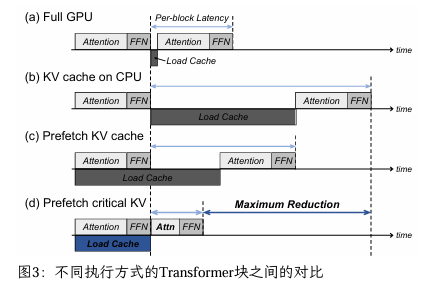 (a) Full GPU
Per-block Latency
Attention FFN Attention FFN
time
Load Cache
(b) KV cache on CPU
Attention FFN Attention FFN
Load Cache
time
(c) Prefetch KV cache
Attention FFN Attention FFN
Load Cache
time
(d) Prefetch critical KV
Maximum Reduction
Attention FFN Attn FFN
Load Cache
time
图3：不同执行方式的Transformer块之间的对比